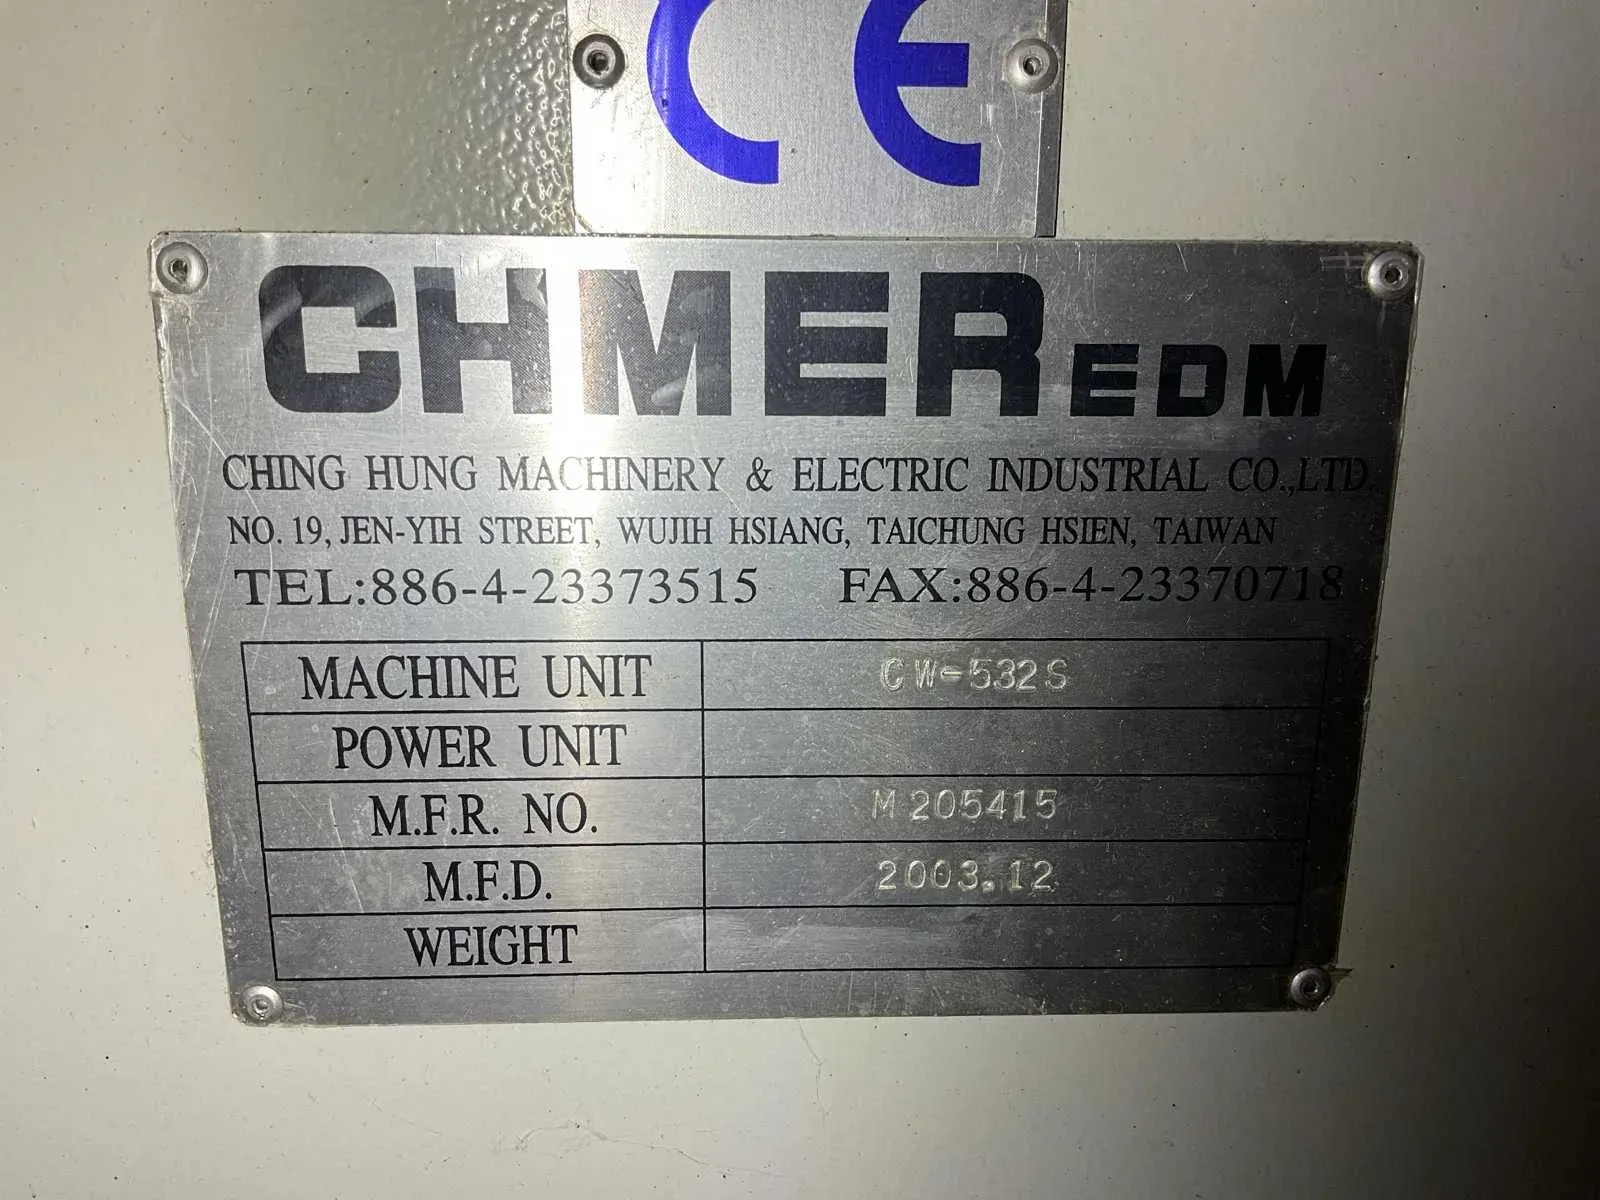 CE
CHMER EDM
CHING HUNG MACHINERY & ELECTRIC INDUSTRIAL CO.,LTD.
NO. 19, JEN-YIH STREET, WUJIH HSIANG, TAICHUNG HSIEN, TAIWAN
TEL:886-4-23373515 FAX:886-4-23370718
MACHINE UNIT CW-532S
POWER UNIT
M.F.R. NO. M205415
M.F.D. 2003.12
WEIGHT